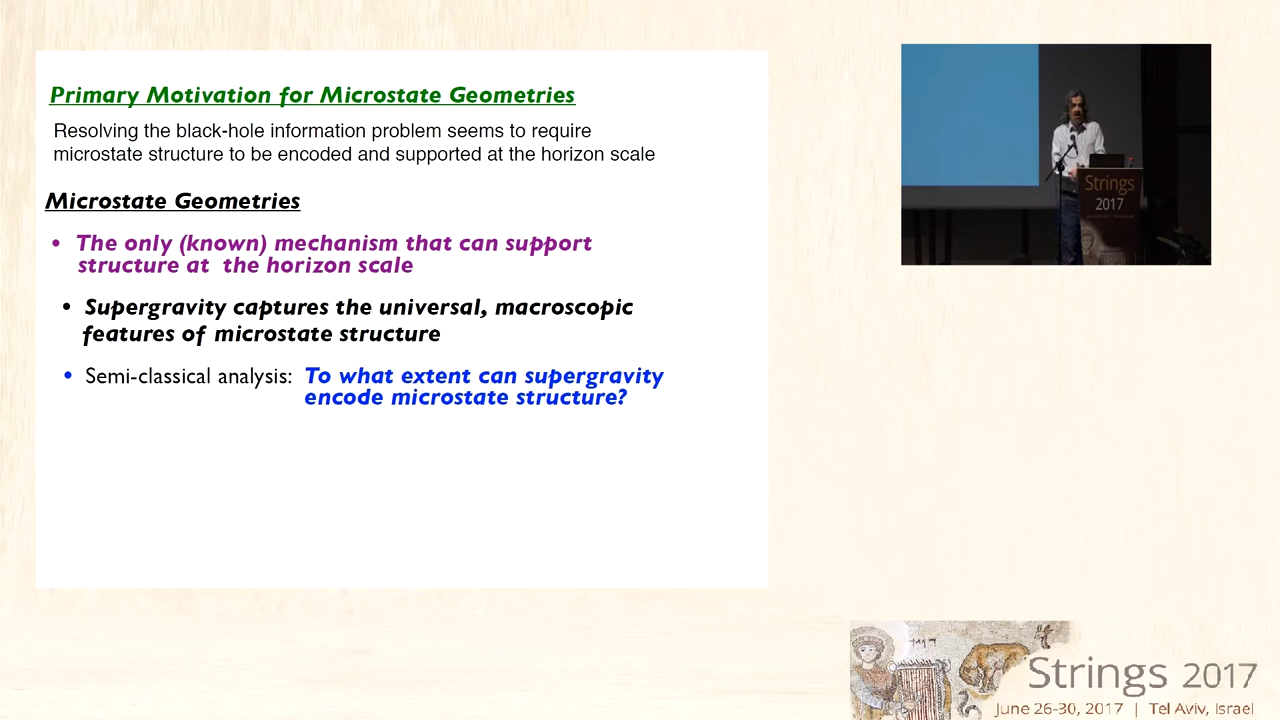 Primary Motivation for Microstate Geometries
Resolving the black-hole information problem seems to require
microstate structure to be encoded and supported at the horizon scale
Microstate Geometries
• The only (known) mechanism that can support
structure at the horizon scale
• Supergravity captures the universal, macroscopic
features of microstate structure
• Semi-classical analysis: To what extent can supergravity
encode microstate structure?
Strings
2017
Strings 2017
June 26-30, 2017 | Tel Aviv, Israel